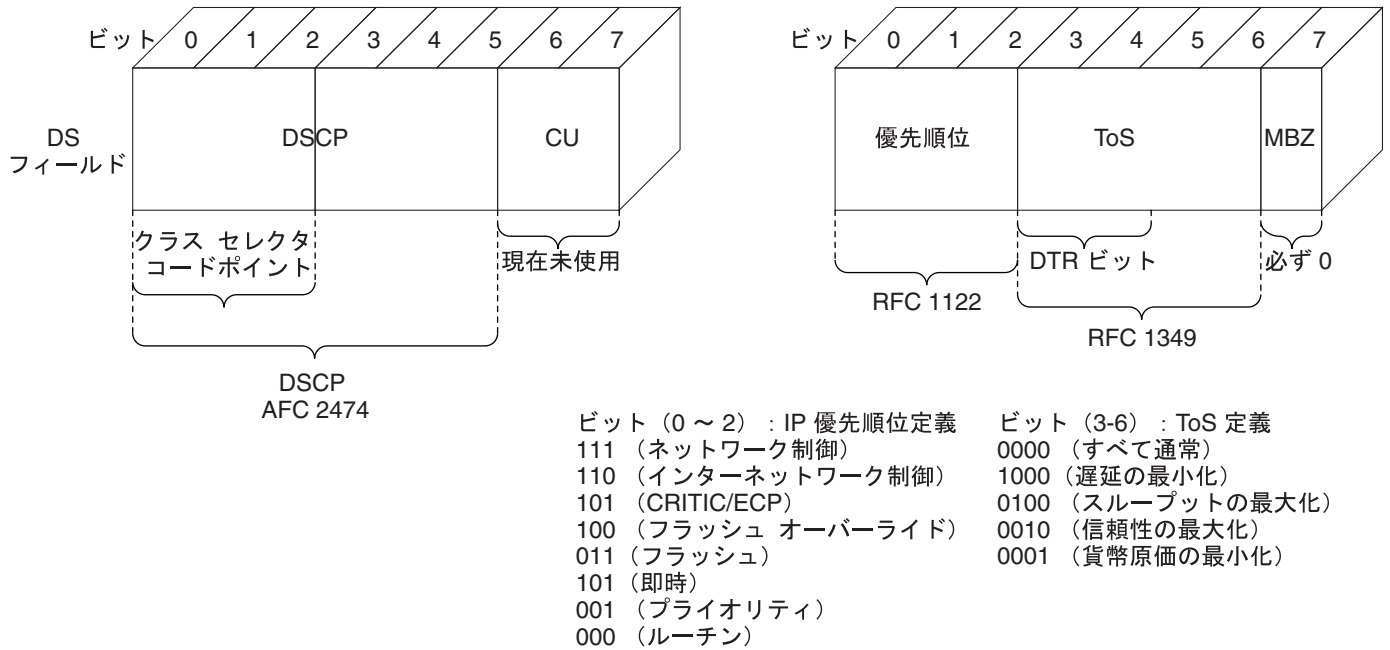 ビット 0 1 2 3 4 5 6 7
DS
フィールド
DSCP
CU
クラス セレクタ
コードポイント
現在未使用
DSCP
AFC 2474
ビット 0 1 2 3 4 5 6 7
優先順位
ToS
MBZ
DTR ビット
必ず 0
RFC 1122
RFC 1349
ビット（0 ～ 2）：IP 優先順位定義
111 （ネットワーク制御）
110 （インターネットワーク制御）
101 （CRITIC/ECP）
100 （フラッシュ オーバーライド）
011（フラッシュ）
101（即時）
001 （プライオリティ）
000 （ルーチン）
ビット（3-6）：ToS 定義
0000（すべて通常）
1000（遅延の最小化）
0100（スループットの最大化）
0010（信頼性の最大化）
0001（貨幣原価の最小化）